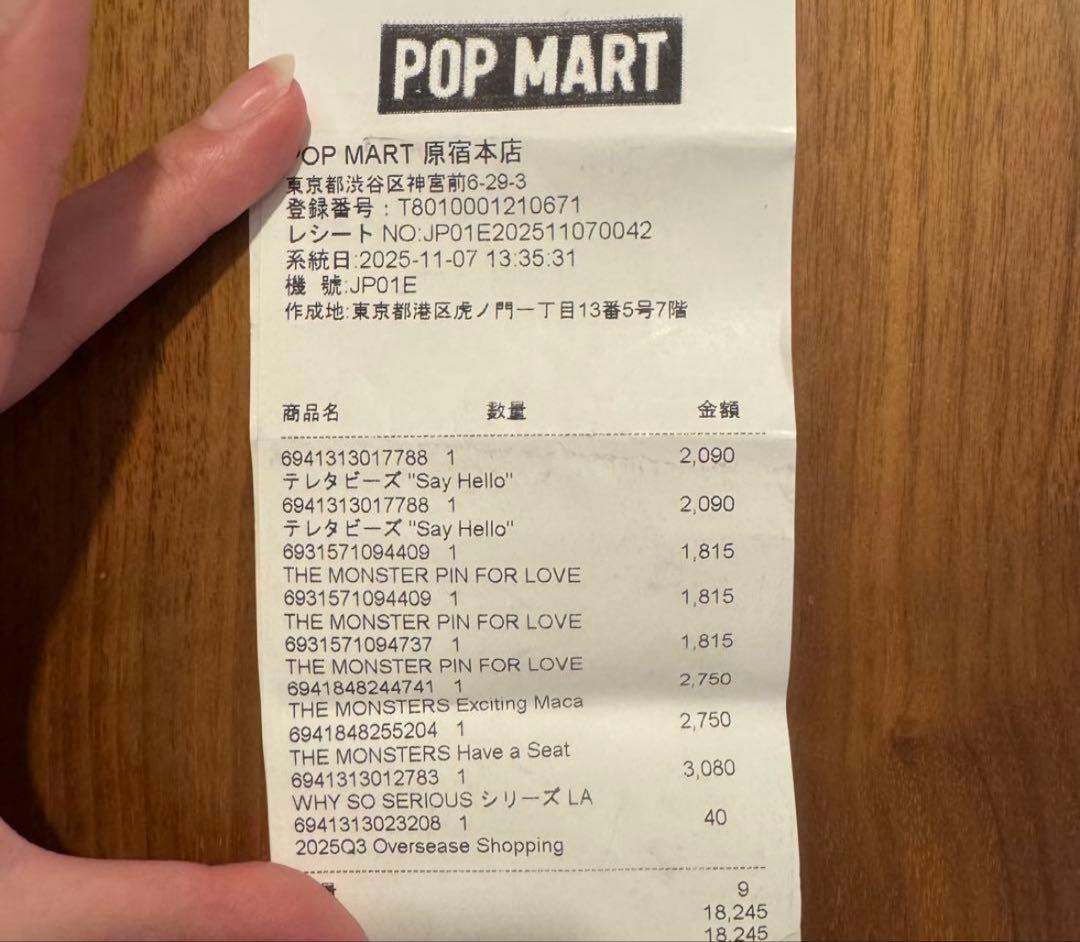 POP MART
POP MART 原宿本店
東京都渋谷区神宮前6-29-3
登録番号：T8010001210671
レシート NO:JP01E202511070042
系統日:2025-11-07 13:35:31
機 號:JP01E
作成地:東京都港区虎ノ門一丁目13番5号7階
商品名 数量 金額
6941313017788 1 2,090
テレタビーズ "Say Hello"
6941313017788 1 2,090
テレタビーズ "Say Hello"
6931571094409 1 1,815
THE MONSTER PIN FOR LOVE
6931571094409 1 1,815
THE MONSTER PIN FOR LOVE
6931571094737 1 1,815
THE MONSTER PIN FOR LOVE
6941848244741 1 2,750
THE MONSTERS Exciting Maca
6941848255204 1 2,750
THE MONSTERS Have a Seat
6941313012783 1 3,080
WHY SO SERIOUS シリーズ LA
6941313023208 1 40
2025Q3 Oversease Shopping
量 9
18,245
18,245